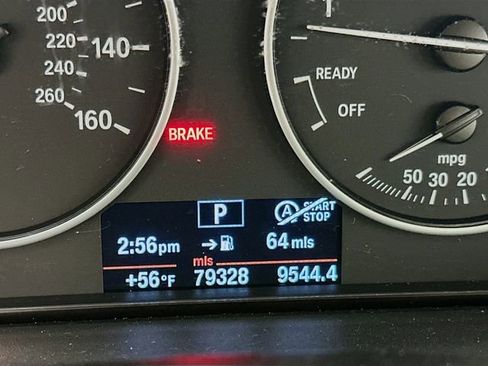 200
220
240
260
140
160
1
READY
OFF
BRAKE
mpg
50 30 20
P
A START
STOP
2:56pm
64 mls
mls
+56°F 79328 9544.4